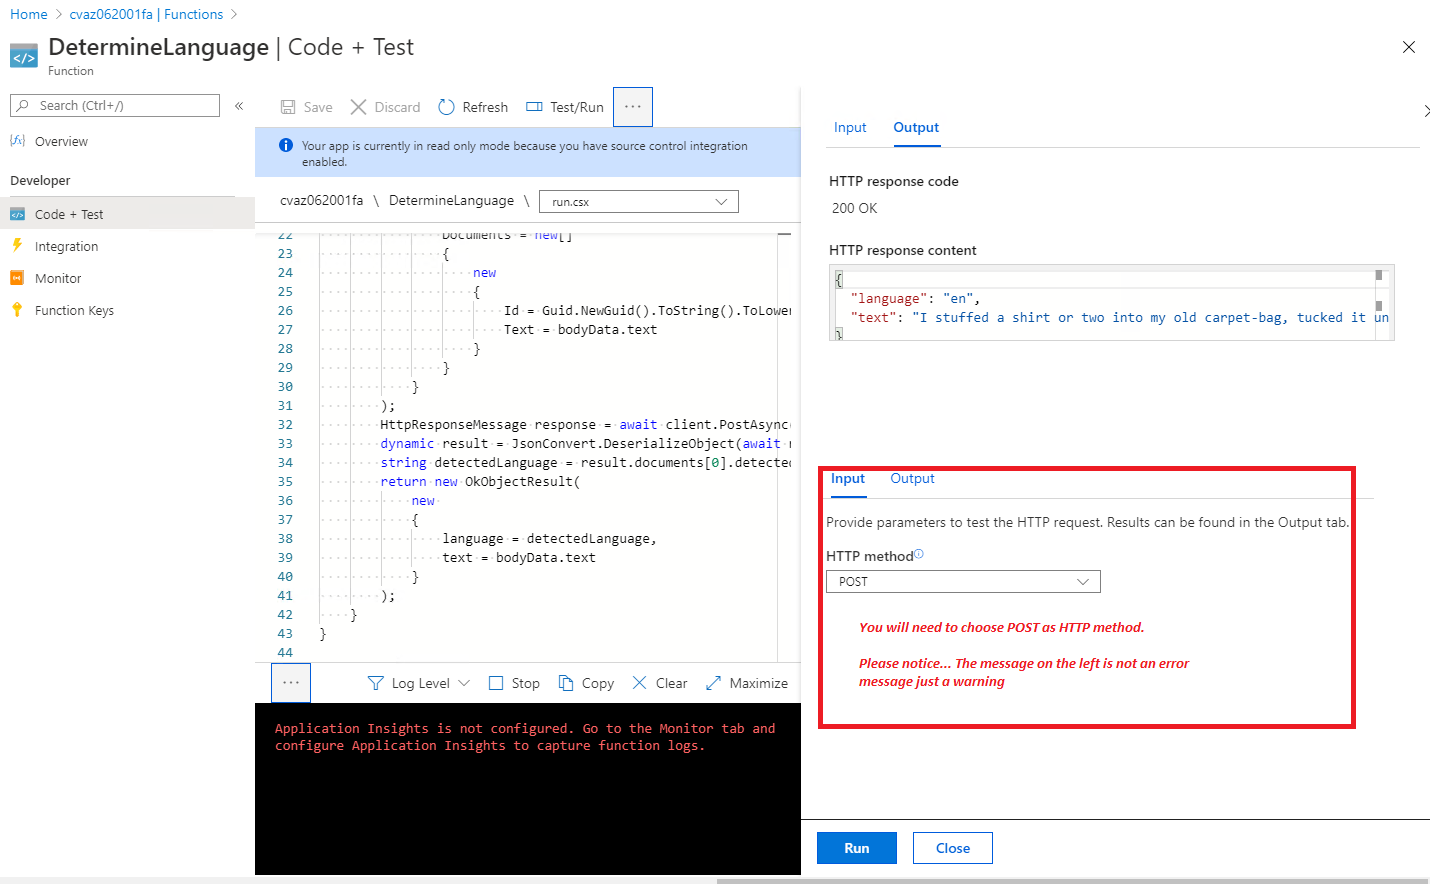 Home > cvaz062001fa | Functions >
DetermineLanguage | Code + Test
Function
Search (Ctrl+/)
«
Overview
Developer
Code + Test
Integration
Monitor
Function Keys
Save Discard Refresh Test/Run ...
Your app is currently in read only mode because you have source control integration
enabled.
cvaz062001fa \ DetermineLanguage \ run.csx
22 Documents = new[]
23 {
24 new
25 {
26 Id = Guid.NewGuid().ToString().ToLower
27 Text = bodyData.text
28 }
29 }
30 }
31 );
32 HttpResponseMessage response = await client.PostAsync(
33 dynamic result = JsonConvert.DeserializeObject(await
34 string detectedLanguage = result.documents[0].detected
35 return new OkObjectResult(
36 new
37 {
38 language = detectedLanguage,
39 text = bodyData.text
40 }
41 );
42 }
43 }
44
... Log Level Stop Copy Clear Maximize
Application Insights is not configured. Go to the Monitor tab and
configure Application Insights to capture function logs.
Input Output
HTTP response code
200 OK
HTTP response content
{
"language": "en",
"text": "I stuffed a shirt or two into my old carpet-bag, tucked it un
}
Input Output
Provide parameters to test the HTTP request. Results can be found in the Output tab.
HTTP method
POST
You will need to choose POST as HTTP method.
Please notice... The message on the left is not an error
message just a warning
Run Close